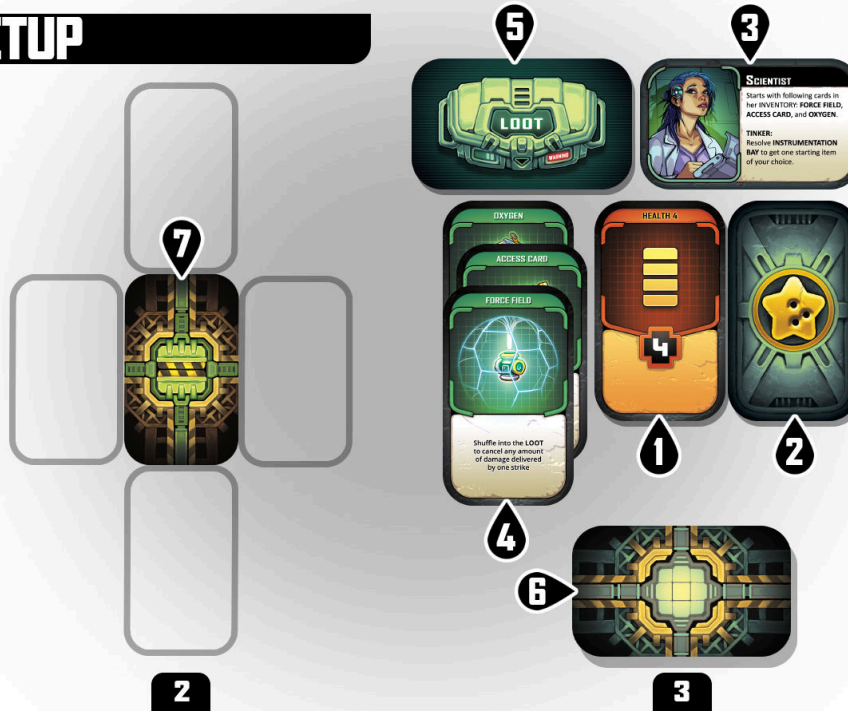 ETUP
5
3
LOOT
WARNING
SCIENTIST
Starts with following cards in
her INVENTORY: FORCE FIELD,
ACCESS CARD, and OXYGEN.
TINKER:
Resolve INSTRUMENTATION
BAY to get one starting item
of your choice.
7
OXYGEN
ACCESS CARD
FORCE FIELD
Shuffle into the LOOT
to cancel any amount
of damage delivered
by one strike
HEALTH 4
4
1
2
4
6
2
3